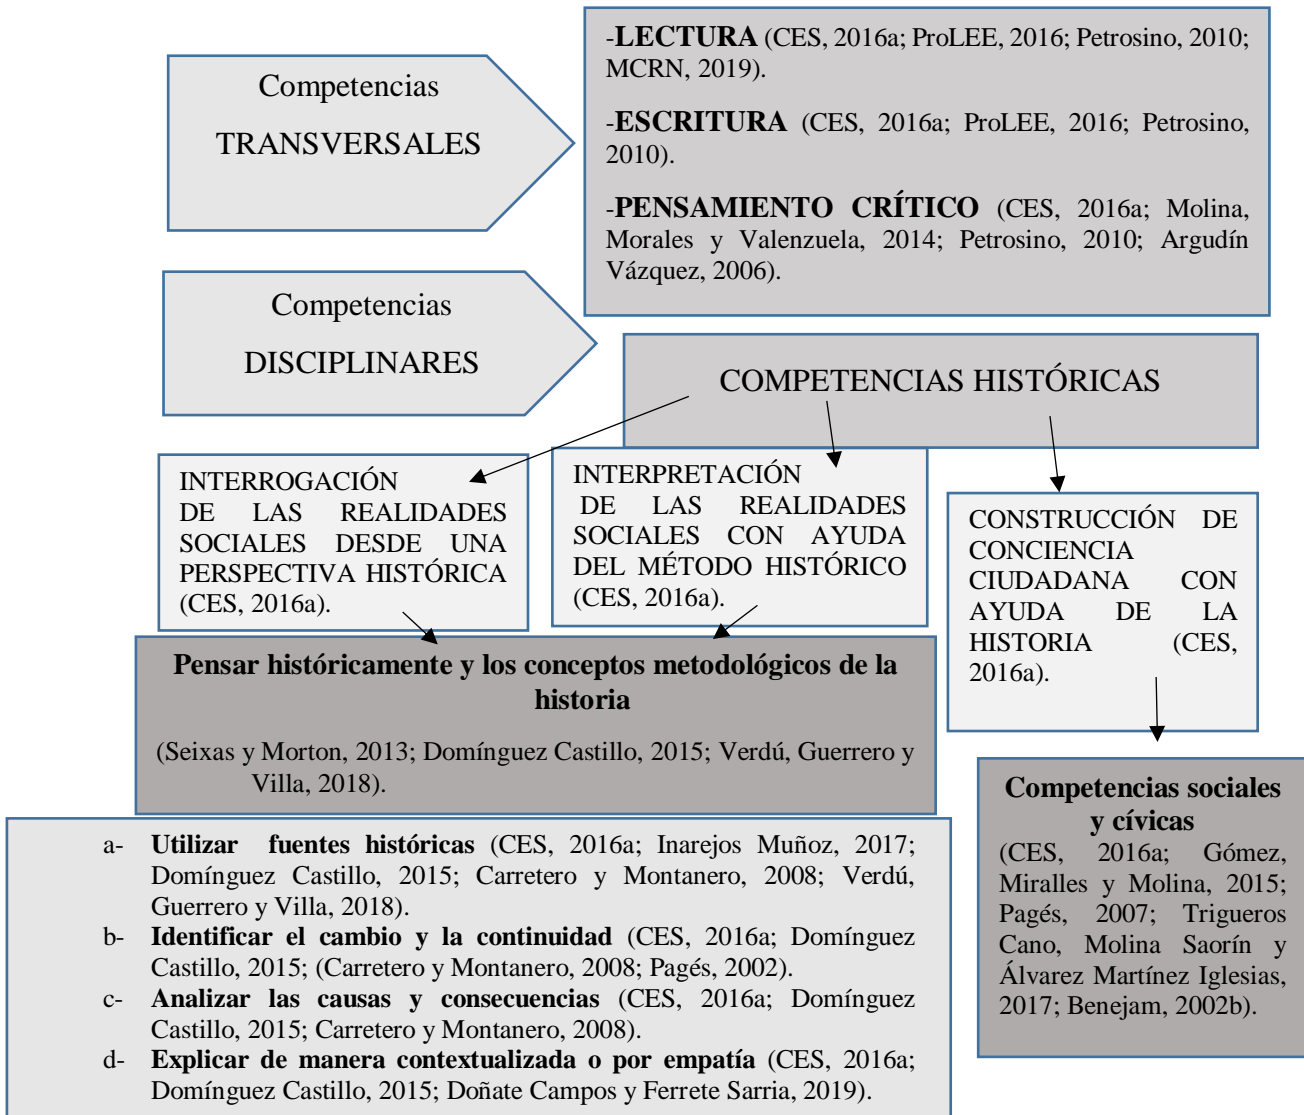 Competencias
TRANSVERSALES
-LECTURA (CES, 2016a; ProLEE, 2016; Petrosino, 2010;
MCRN, 2019).
-ESCRITURA (CES, 2016a; ProLEE, 2016; Petrosino,
2010).
-PENSAMIENTO CRÍTICO (CES, 2016a; Molina,
Morales y Valenzuela, 2014; Petrosino, 2010; Argudín
Vázquez, 2006).
Competencias
DISCIPLINARES
COMPETENCIAS HISTÓRICAS
INTERROGACIÓN
DE LAS REALIDADES
SOCIALES DESDE UNA
PERSPECTIVA HISTÓRICA
(CES, 2016a).
INTERPRETACIÓN
DE LAS REALIDADES
SOCIALES CON AYUDA
DEL MÉTODO HISTÓRICO
(CES, 2016a).
CONSTRUCCIÓN DE
CONCIENCIA
CIUDADANA CON
AYUDA DE LA
HISTORIA (CES,
2016a).
Pensar históricamente y los conceptos metodológicos de la
historia
(Seixas y Morton, 2013; Domínguez Castillo, 2015; Verdú, Guerrero y
Villa, 2018).
a- Utilizar fuentes históricas (CES, 2016a; Inarejos Muñoz, 2017;
Domínguez Castillo, 2015; Carretero y Montanero, 2008; Verdú,
Guerrero y Villa, 2018).
b- Identificar el cambio y la continuidad (CES, 2016a; Domínguez
Castillo, 2015; (Carretero y Montanero, 2008; Pagés, 2002).
c- Analizar las causas y consecuencias (CES, 2016a; Domínguez
Castillo, 2015; Carretero y Montanero, 2008).
d- Explicar de manera contextualizada o por empatía (CES, 2016a;
Domínguez Castillo, 2015; Doñate Campos y Ferrete Sarria, 2019).
Competencias sociales
y cívicas
(CES, 2016a; Gómez,
Miralles y Molina, 2015;
Pagés, 2007; Trigueros
Cano, Molina Saorín y
Álvarez Martínez Iglesias,
2017; Benejam, 2002b).